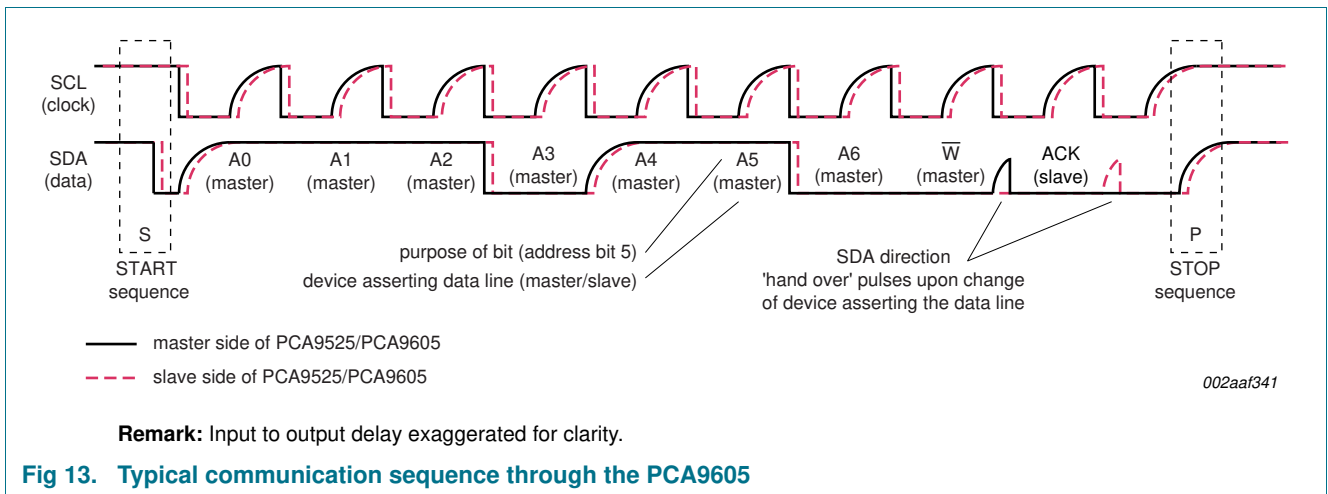 SCL
(clock)
SDA
(data)
A0
(master)
A1
(master)
A2
(master)
A3
(master)
A4
(master)
A5
(master)
A6
(master)
W̅
(master)
ACK
(slave)
S
START
sequence
purpose of bit (address bit 5)
device asserting data line (master/slave)
SDA direction
'hand over' pulses upon change
of device asserting the data line
P
STOP
sequence
master side of PCA9525/PCA9605
slave side of PCA9525/PCA9605
002aaf341
Remark: Input to output delay exaggerated for clarity.
Fig 13. Typical communication sequence through the PCA9605